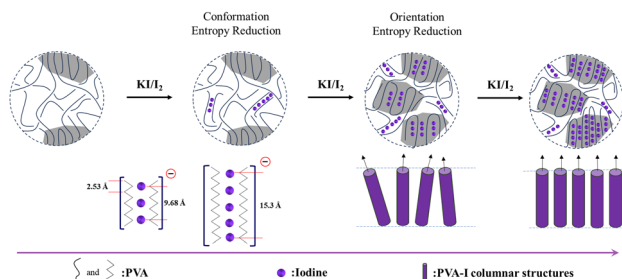 Conformation
Entropy Reduction
Orientation
Entropy Reduction
KI/I₂
KI/I₂
KI/I₂
2.53 Å
9.68 Å
15.3 Å
and :PVA
:Iodine
:PVA-I columnar structures